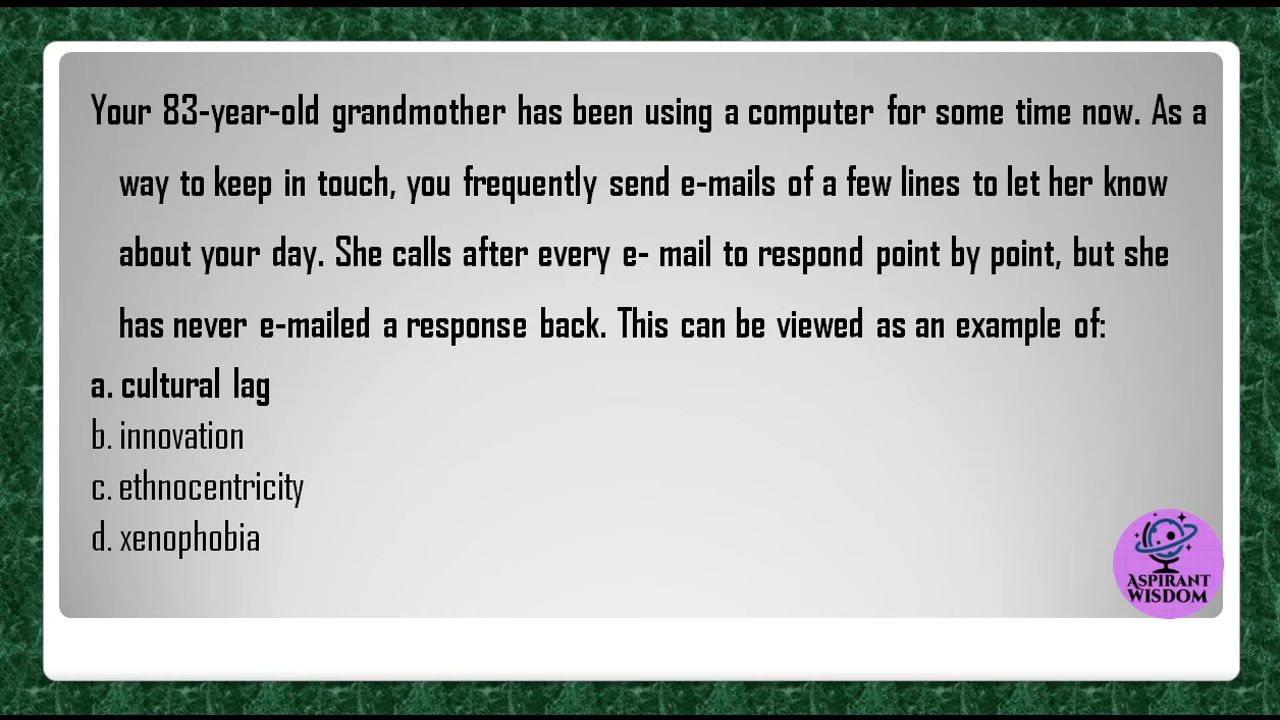 Your 83-year-old grandmother has been using a computer for some time now. As a
way to keep in touch, you frequently send e-mails of a few lines to let her know
about your day. She calls after every e- mail to respond point by point, but she
has never e-mailed a response back. This can be viewed as an example of:
a. cultural lag
b. innovation
c. ethnocentricity
d. xenophobia
ASPIRANT
WISDOM